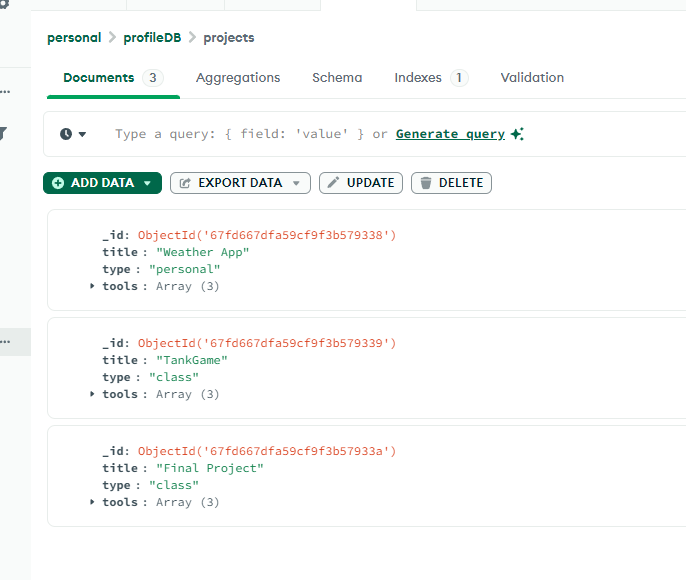 personal > profileDB > projects
Documents 3 Aggregations Schema Indexes 1 Validation
Type a query: { field: 'value' } or Generate query
ADD DATA EXPORT DATA UPDATE DELETE
_id: ObjectId('67fd667dfa59cf9f3b579338')
title : "Weather App"
type : "personal"
tools : Array (3)
_id: ObjectId('67fd667dfa59cf9f3b579339')
title : "TankGame"
type : "class"
tools : Array (3)
_id: ObjectId('67fd667dfa59cf9f3b57933a')
title : "Final Project"
type : "class"
tools : Array (3)